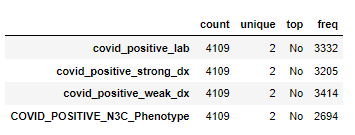 count unique top freq
covid_positive_lab 4109 2 No 3332
covid_positive_strong_dx 4109 2 No 3205
covid_positive_weak_dx 4109 2 No 3414
COVID_POSITIVE_N3C_Phenotype 4109 2 No 2694